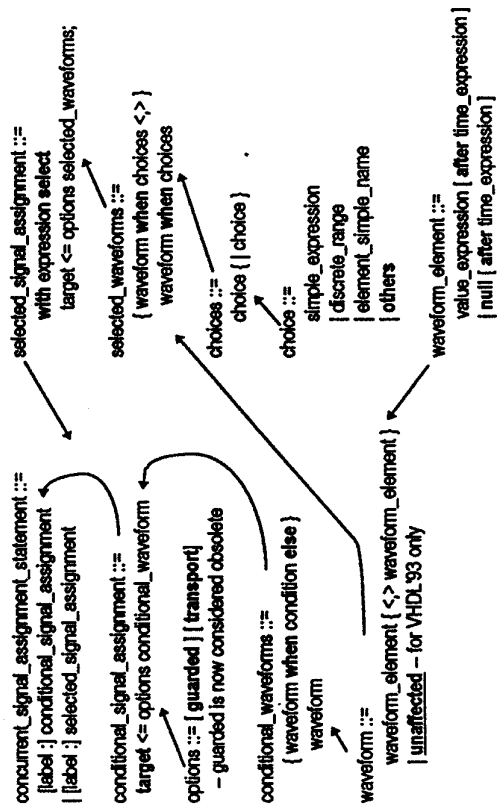 concurrent_signal_assignment_statement ::=
[label :] conditional_signal_assignment
| [label :] selected_signal_assignment
conditional_signal_assignment ::=
target <= options conditional_waveform
options ::= [ guarded ] [ transport]
– guarded is now considered obsolete
conditional_waveforms ::=
{ waveform when condition else }
waveform
waveform ::=
waveform_element { <,> waveform_element }
| unaffected – for VHDL'93 only
selected_signal_assignment ::=
with expression select
target <= options selected_waveforms;
selected_waveforms ::=
{ waveform when choices <,> }
waveform when choices
choices ::=
choice { | choice }
choice ::=
simple_expression
| discrete_range
| element_simple_name
| others
waveform_element ::=
value_expression [ after time_expression ]
| null [ after time_expression ]